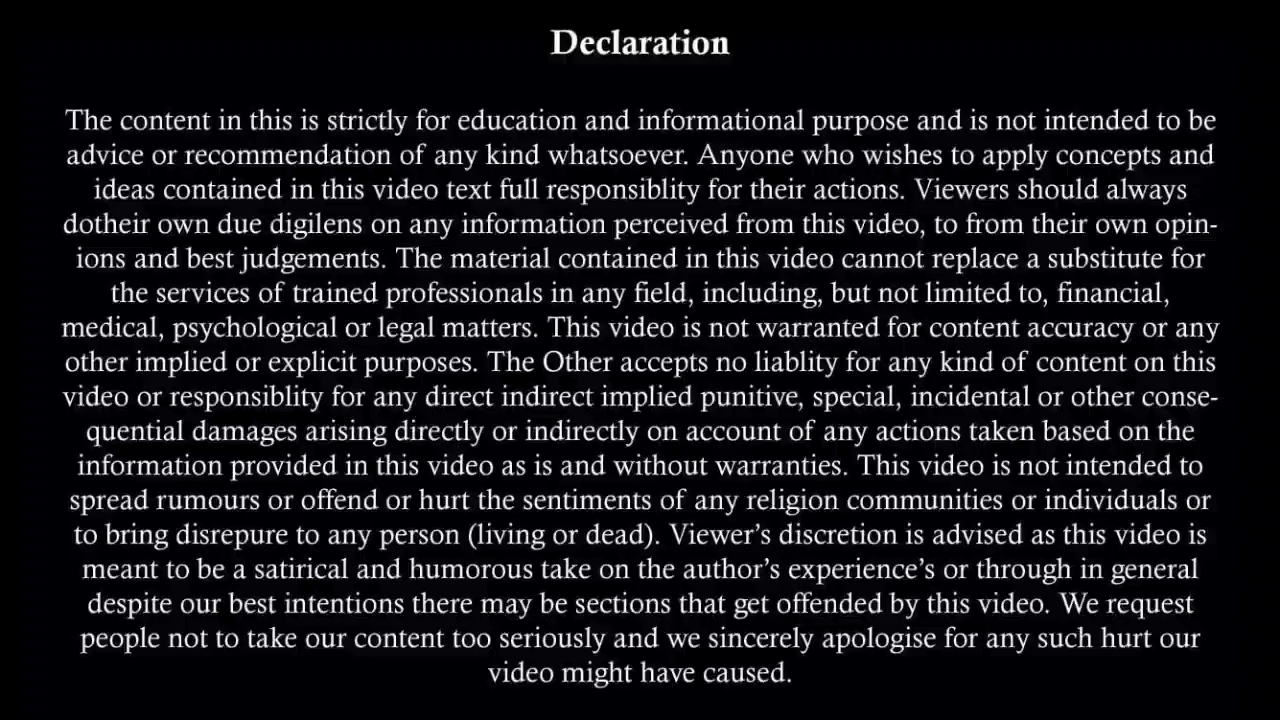 Declaration
The content in this is strictly for education and informational purpose and is not intended to be
advice or recommendation of any kind whatsoever. Anyone who wishes to apply concepts and
ideas contained in this video text full responsiblity for their actions. Viewers should always
dotheir own due digilens on any information perceived from this video, to from their own opin-
ions and best judgements. The material contained in this video cannot replace a substitute for
the services of trained professionals in any field, including, but not limited to, financial,
medical, psychological or legal matters. This video is not warranted for content accuracy or any
other implied or explicit purposes. The Other accepts no liablity for any kind of content on this
video or responsiblity for any direct indirect implied punitive, special, incidental or other conse-
quential damages arising directly or indirectly on account of any actions taken based on the
information provided in this video as is and without warranties. This video is not intended to
spread rumours or offend or hurt the sentiments of any religion communities or individuals or
to bring disrepure to any person (living or dead). Viewer's discretion is advised as this video is
meant to be a satirical and humorous take on the author's experience's or through in general
despite our best intentions there may be sections that get offended by this video. We request
people not to take our content too seriously and we sincerely apologise for any such hurt our
video might have caused.